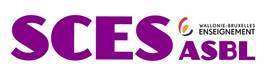 SCES
WALLONIE-BRUXELLES
ENSEIGNEMENT
ASBL